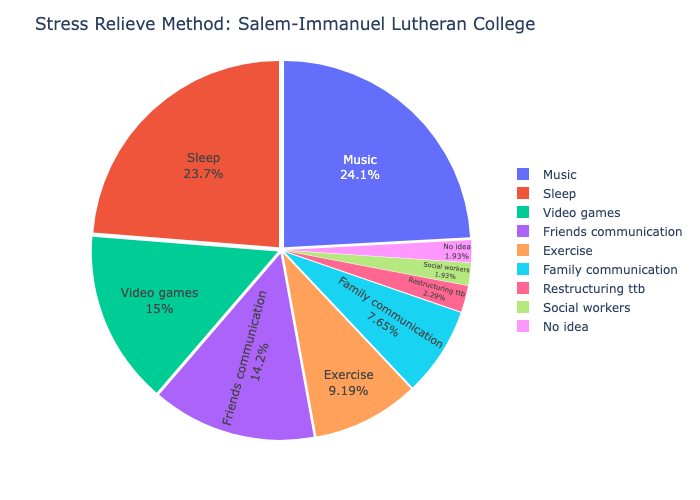 Stress Relieve Method: Salem-Immanuel Lutheran College
Music
24.1%
Sleep
23.7%
Video games
15%
Friends communication
14.2%
Exercise
9.19%
Family communication
7.65%
Restructuring ttb
2.29%
Social workers
1.93%
No idea
1.93%
Music
Sleep
Video games
Friends communication
Exercise
Family communication
Restructuring ttb
Social workers
No idea